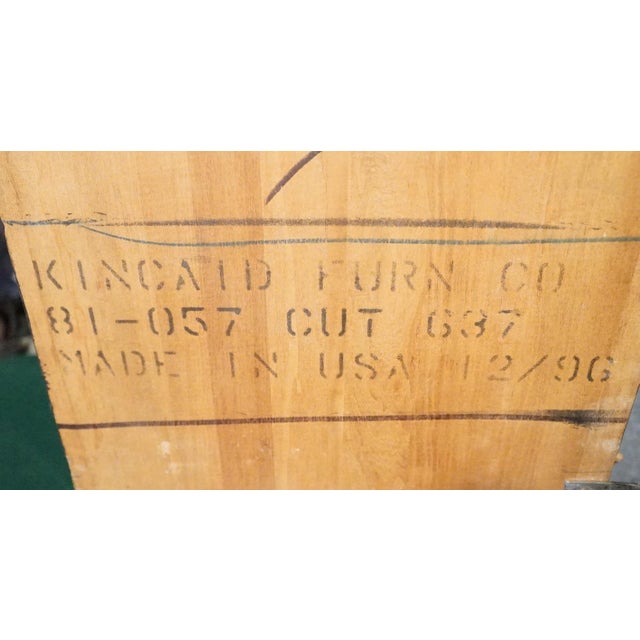 KINCAID FURN CO
81-057 CUT 637
MADE IN USA 12/96